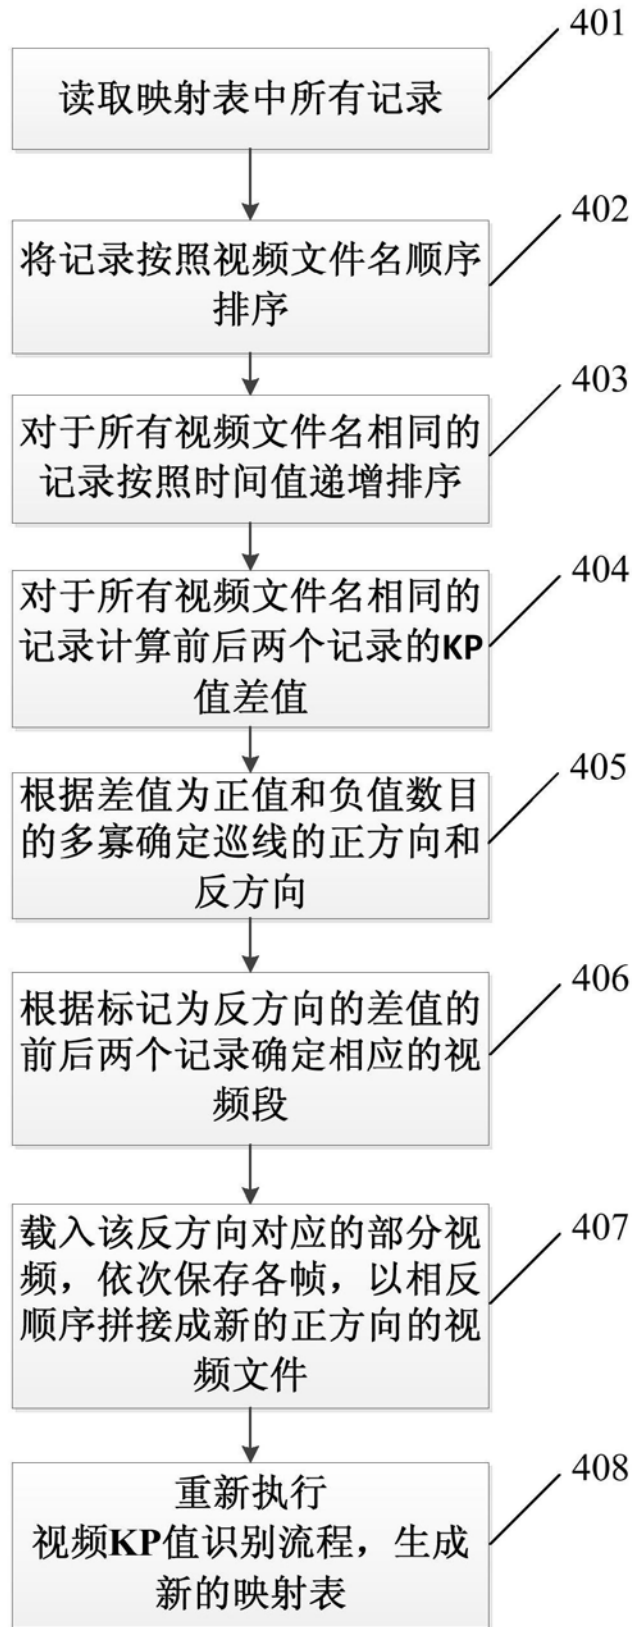 401
读取映射表中所有记录
402
将记录按照视频文件名顺序
排序
403
对于所有视频文件名相同的
记录按照时间值递增排序
404
对于所有视频文件名相同的
记录计算前后两个记录的KP
值差值
405
根据差值为正值和负值数目
的多寡确定巡线的正方向和
反方向
406
根据标记为反方向的差值的
前后两个记录确定相应的视
频段
407
载入该反方向对应的部分视
频，依次保存各帧，以相反
顺序拼接成新的正方向的视
频文件
408
重新执行
视频KP值识别流程，生成
新的映射表